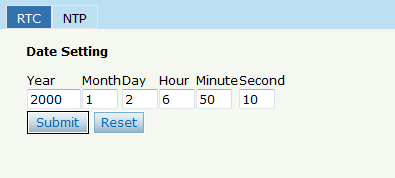 RTC NTP
Date Setting
Year Month Day Hour Minute Second
2000 1 2 6 50 10
Submit Reset